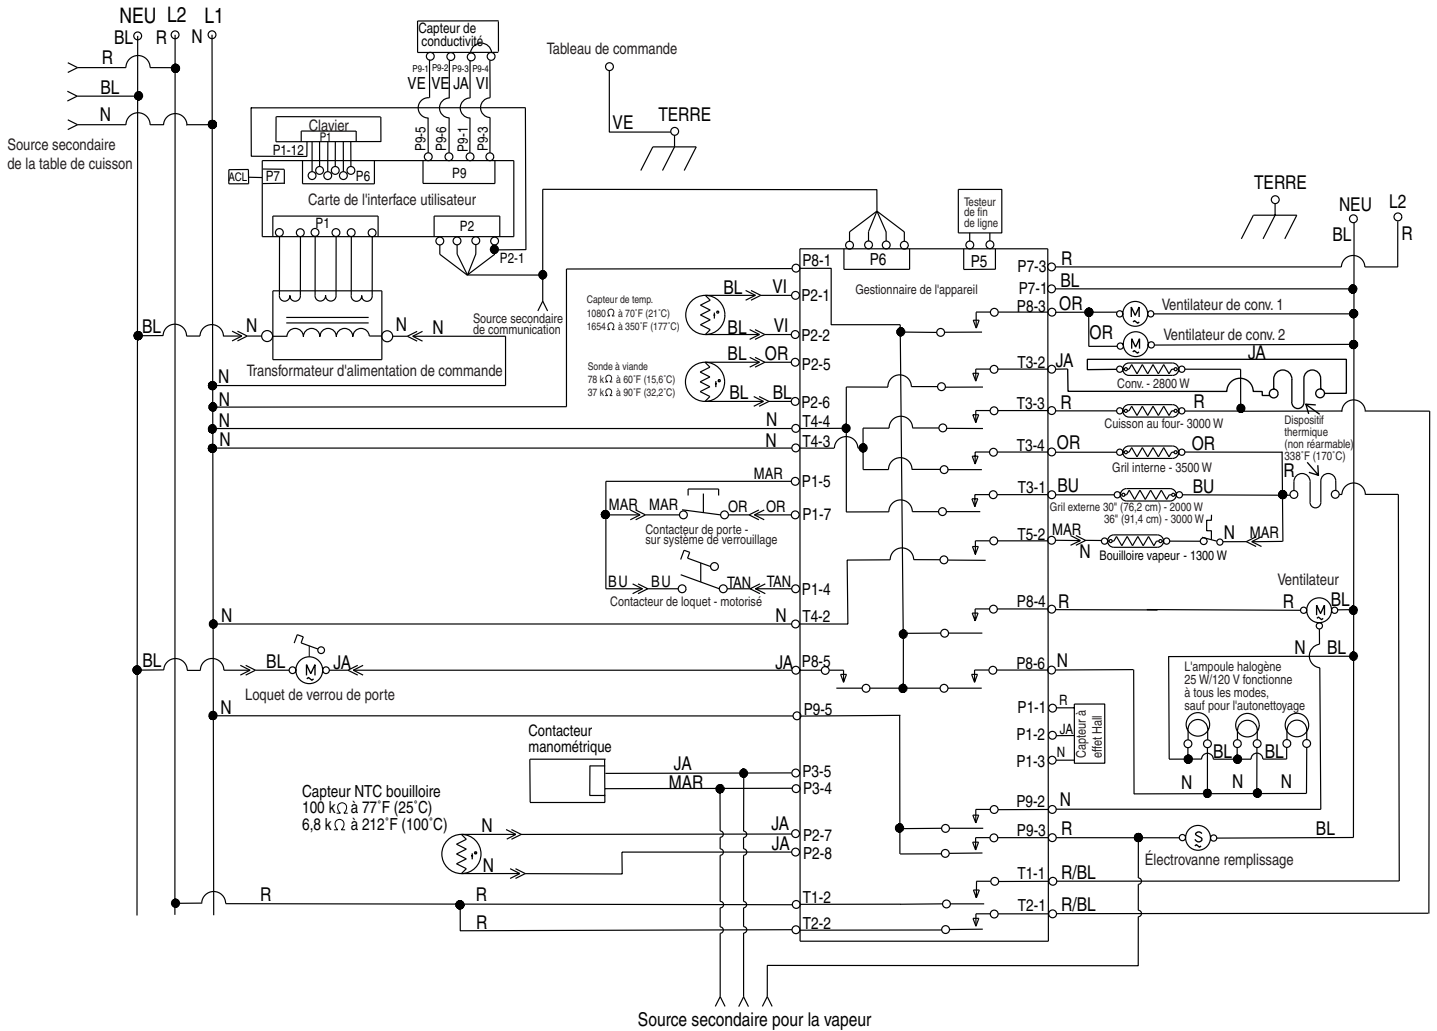 NEU L2 L1
BL R N
R
BL
N
Source secondaire
de la table de cuisson
Capteur de
conductivité
P9-1 P9-2 P9-3 P9-4
VE VE JA VI
P9-5 P9-6 P9-1 P9-3
P9
Tableau de commande
VE
TERRE
Clavier
P1
P1-12
ACL
P7
P6
Carte de l'interface utilisateur
P1
P2
P2-1
Source secondaire
de communication
BL N N N
Transformateur d'alimentation de commande
N
N
N
N
Testeur
de fin
de ligne
P6
P5
Gestionnaire de l'appareil
TERRE
NEU
L2
BL
R
P8-1
Capteur de temp.
1080 Ω à 70˚F (21˚C)
1654 Ω à 350˚F (177˚C)
BL VI P2-1
BL VI P2-2
Sonde à viande
78 kΩ à 60˚F (15,6˚C)
37 kΩ à 90˚F (32,2˚C)
BL OR P2-5
BL BL P2-6
N T4-4
N T4-3
MAR P1-5
MAR MAR OR OR P1-7
Contacteur de porte -
sur système de verrouillage
BU BU TAN TAN P1-4
Contacteur de loquet - motorisé
N N T4-2
BL BL M JA JA P8-5
Loquet de verrou de porte
N P9-5
Contacteur
manométrique
JA P3-5
MAR P3-4
Capteur NTC bouilloire
100 kΩ à 77˚F (25˚C)
6,8 kΩ à 212˚F (100˚C)
N JA P2-7
N JA P2-8
R R T1-2
R T2-2
P7-3 R
P7-1 BL
P8-3 OR M Ventilateur de conv. 1
OR M Ventilateur de conv. 2
T3-2 JA JA
Conv. - 2800 W
T3-3 R R
Cuisson au four- 3000 W
Dispositif
thermique
(non réarmable)
338˚F (170˚C)
T3-4 OR OR
Gril interne - 3500 W
R
T3-1 BU BU
Gril externe 30" (76,2 cm) - 2000 W
36" (91,4 cm) - 3000 W
T5-2 MAR N N MAR
Bouilloire vapeur - 1300 W
Ventilateur
P8-4 R R M BL
N
N BL
P8-6 N
L'ampoule halogène
25 W/120 V fonctionne
à tous les modes,
sauf pour l'autonettoyage
BL BL
N N N
P1-1 R
P1-2 JA
P1-3 N
Capteur à
effet Hall
P9-2 N
P9-3 R S BL
Électrovanne remplissage
T1-1 R/BL
T2-1 R/BL
Source secondaire pour la vapeur